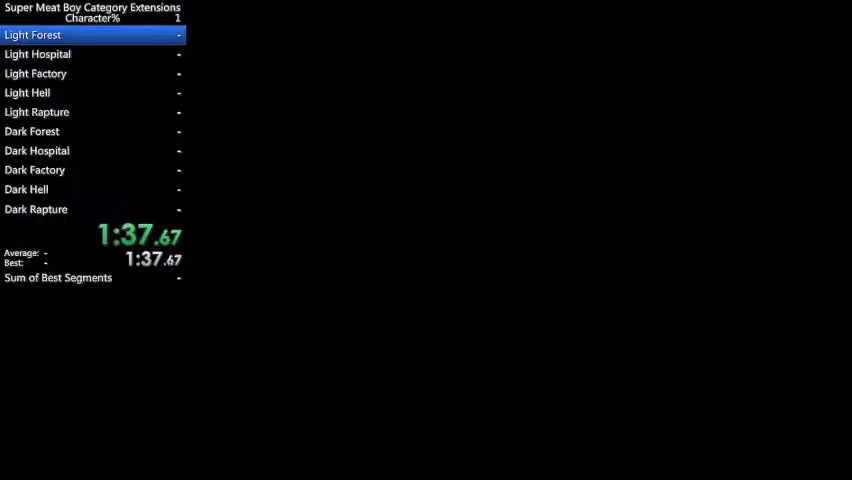 Super Meat Boy Category Extensions
Character% 1
Light Forest -
Light Hospital -
Light Factory -
Light Hell -
Light Rapture -
Dark Forest -
Dark Hospital -
Dark Factory -
Dark Hell -
Dark Rapture -
1:37.67
Average: -
Best: - 1:37.67
Sum of Best Segments -